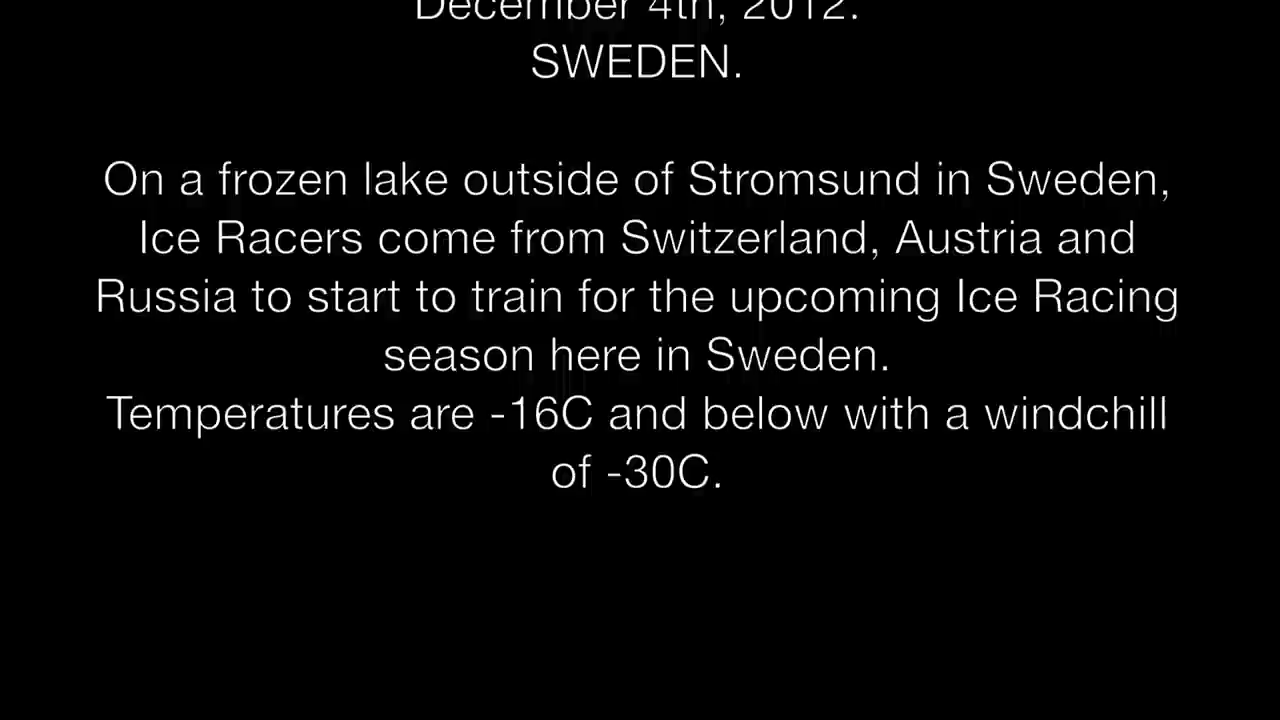 December 4th, 2012.
SWEDEN.
On a frozen lake outside of Stromsund in Sweden,
Ice Racers come from Switzerland, Austria and
Russia to start to train for the upcoming Ice Racing
season here in Sweden.
Temperatures are -16C and below with a windchill
of -30C.